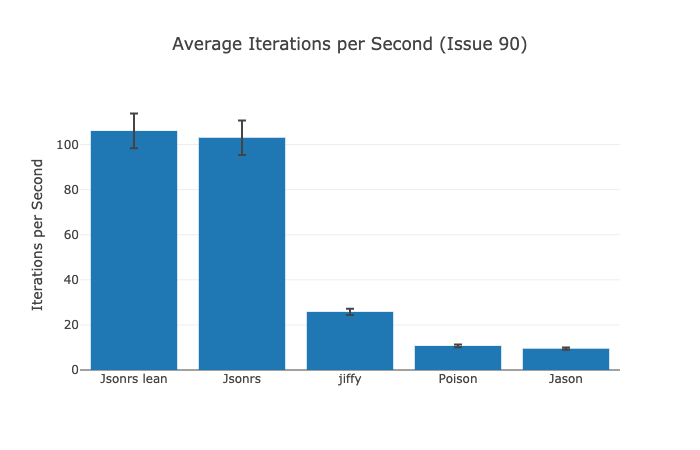 Average Iterations per Second (Issue 90)
Iterations per Second
100
80
60
40
20
0
Jsonrs lean
Jsonrs
jiffy
Poison
Jason